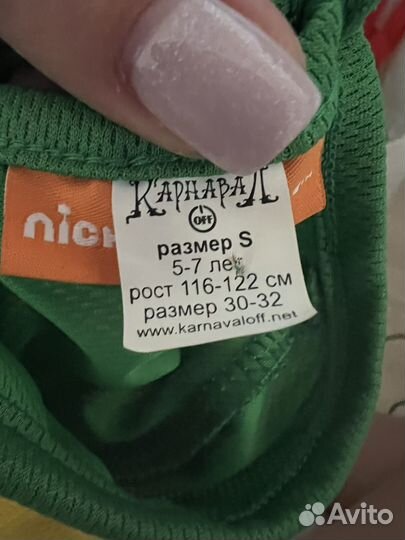 КарнаваЛ
OFF
nick
размер S
5-7 лет
рост 116-122 см
размер 30-32
www.karnavaloff.net
Avito